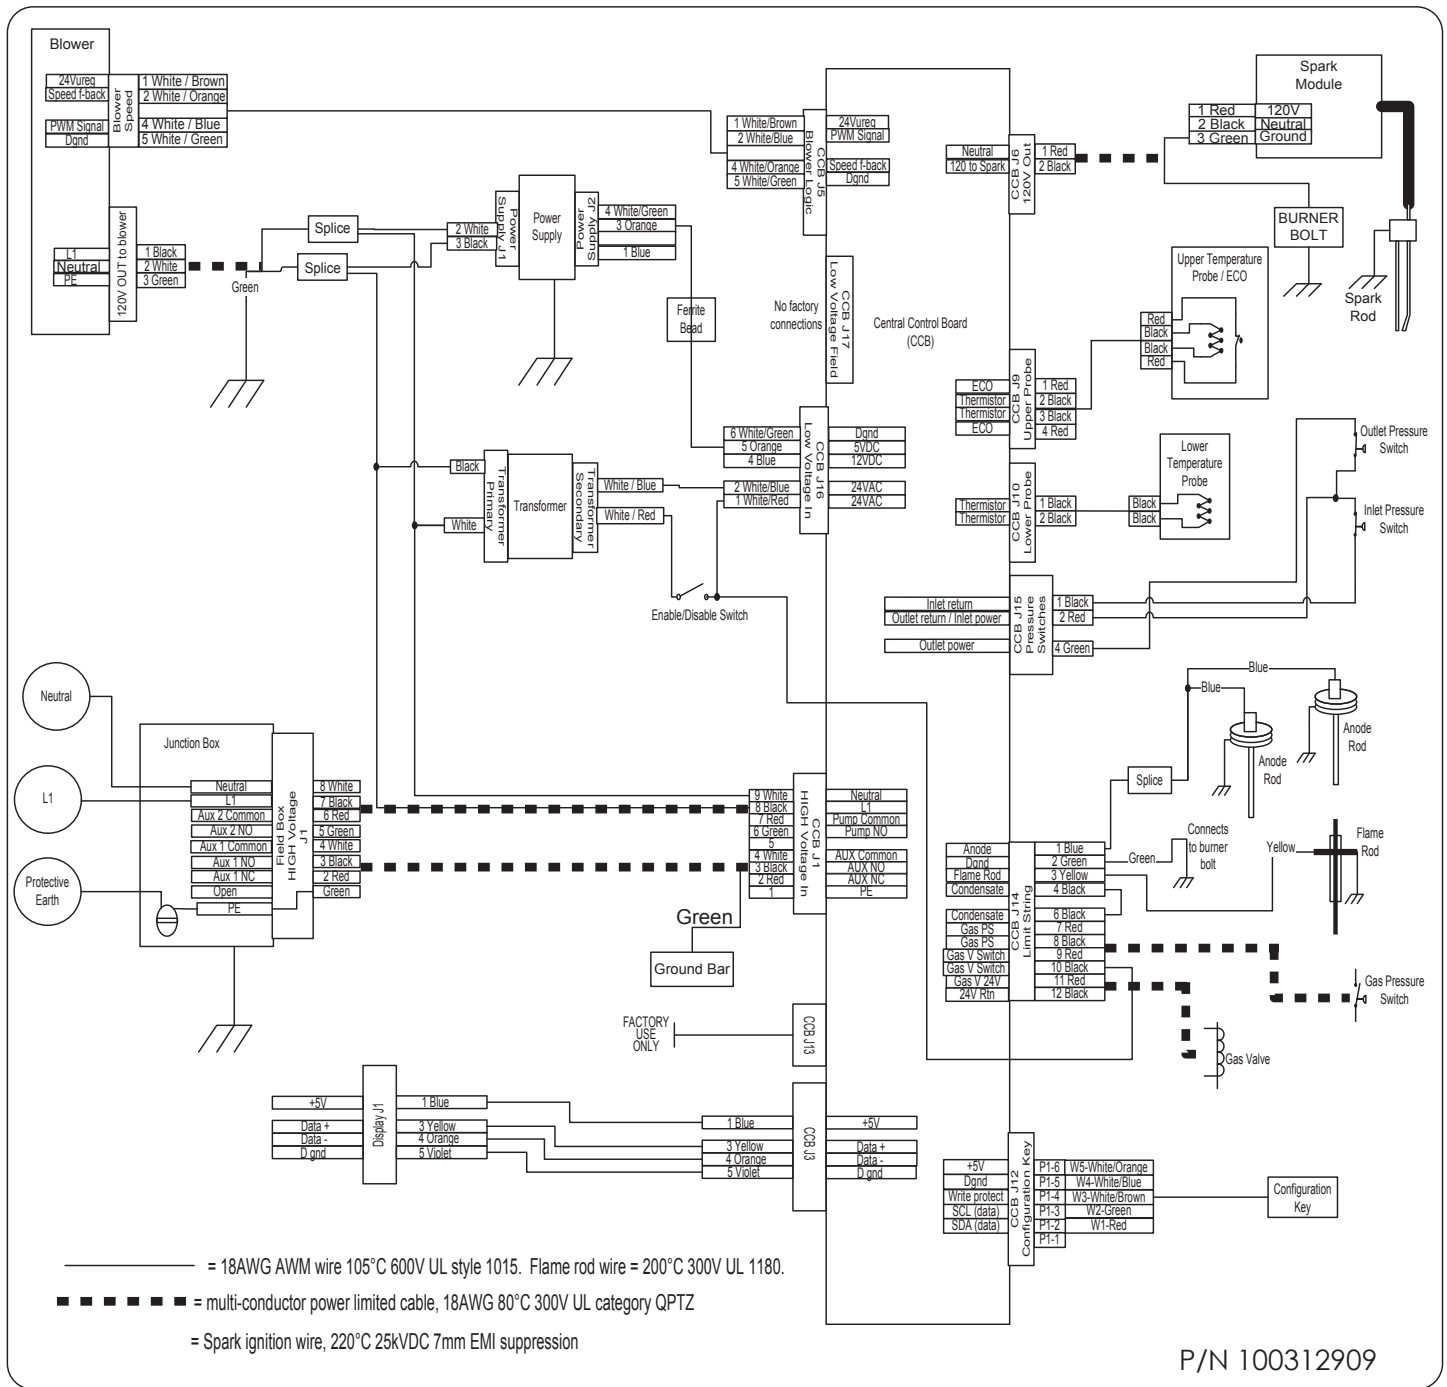 Blower
24Vureg
Speed f-back
PWM Signal
Dgnd
Blower
Speed
1 White / Brown
2 White / Orange
4 White / Blue
5 White / Green
L1
Neutral
PE
120V OUT to blower
1 Black
2 White
3 Green
Green
Splice
Splice
2 White
3 Black
Power
Supply J1
Power
Supply
Power
Supply J2
4 White/Green
3 Orange
1 Blue
Ferrite
Bead
1 White/Brown
2 White/Blue
4 White/Orange
5 White/Green
CCB J5
Blower Logic
24Vureg
PWM Signal
Speed f-back
Dgnd
No factory
connections
CCB J17
Low Voltage Field
Central Control Board
(CCB)
6 White/Green
5 Orange
4 Blue
2 White/Blue
1 White/Red
CCB J16
Low Voltage In
Dgnd
5VDC
12VDC
24VAC
24VAC
Black
White
Transformer
Primary
Transformer
Transformer
Secondary
White / Blue
White / Red
Enable/Disable Switch
Neutral
120 to Spark
CCB J6
120V Out
1 Red
2 Black
Spark
Module
1 Red
2 Black
3 Green
120V
Neutral
Ground
BURNER
BOLT
Spark
Rod
Upper Temperature
Probe / ECO
Red
Black
Black
Red
ECO
Thermistor
Thermistor
ECO
CCB J9
Upper Probe
1 Red
2 Black
3 Black
4 Red
Lower
Temperature
Probe
Black
Black
Thermistor
Thermistor
CCB J10
Lower Probe
1 Black
2 Black
Outlet Pressure
Switch
Inlet Pressure
Switch
Inlet return
Outlet return / Inlet power
Outlet power
CCB J15
Pressure
Switches
1 Black
2 Red
4 Green
Neutral
L1
Protective
Earth
Junction Box
Neutral
L1
Aux 2 Common
Aux 2 NO
Aux 1 Common
Aux 1 NO
Aux 1 NC
Open
PE
Field Box
HIGH Voltage
J1
8 White
7 Black
6 Red
5 Green
4 White
3 Black
2 Red
Green
9 White
8 Black
7 Red
6 Green
5
4 White
3 Black
2 Red
1
CCB J1
HIGH Voltage In
Neutral
L1
Pump Common
Pump NO
AUX Common
AUX NO
AUX NC
PE
Green
Ground Bar
Blue
Blue
Anode
Rod
Anode
Rod
Splice
Connects
to burner
bolt
Green
Yellow
Flame
Rod
Anode
Dgnd
Flame Rod
Condensate
Condensate
Gas PS
Gas PS
Gas V Switch
Gas V Switch
Gas V 24V
24V Rtn
CCB J14
Limit String
1 Blue
2 Green
3 Yellow
4 Black
6 Black
7 Red
8 Black
9 Red
10 Black
11 Red
12 Black
Gas Pressure
Switch
Gas Valve
FACTORY
USE
ONLY
CCB J13
+5V
Data +
Data -
D gnd
Display J1
1 Blue
3 Yellow
4 Orange
5 Violet
1 Blue
3 Yellow
4 Orange
5 Violet
CCB J3
+5V
Data +
Data -
D gnd
+5V
Dgnd
Write protect
SCL (data)
SDA (data)
CCB J12
Configuration Key
P1-6
P1-5
P1-4
P1-3
P1-2
P1-1
W5-White/Orange
W4-White/Blue
W3-White/Brown
W2-Green
W1-Red
Configuration
Key
= 18AWG AWM wire 105°C 600V UL style 1015. Flame rod wire = 200°C 300V UL 1180.
= multi-conductor power limited cable, 18AWG 80°C 300V UL category QPTZ
= Spark ignition wire, 220°C 25kVDC 7mm EMI suppression
P/N 100312909